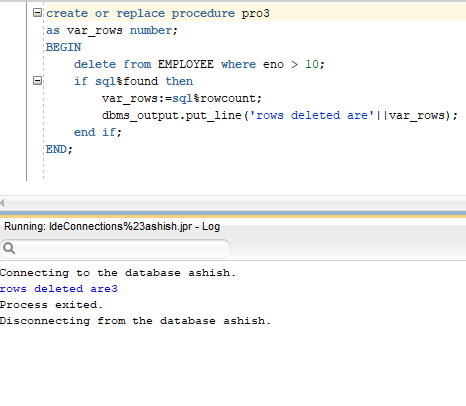 create or replace procedure pro3
as var_rows number;
BEGIN
    delete from EMPLOYEE where eno > 10;
    if sql%found then
        var_rows:=sql%rowcount;
        dbms_output.put_line('rows deleted are'||var_rows);
    end if;
END;
Running: IdeConnections%23ashish.jpr - Log
Connecting to the database ashish.
rows deleted are3
Process exited.
Disconnecting from the database ashish.